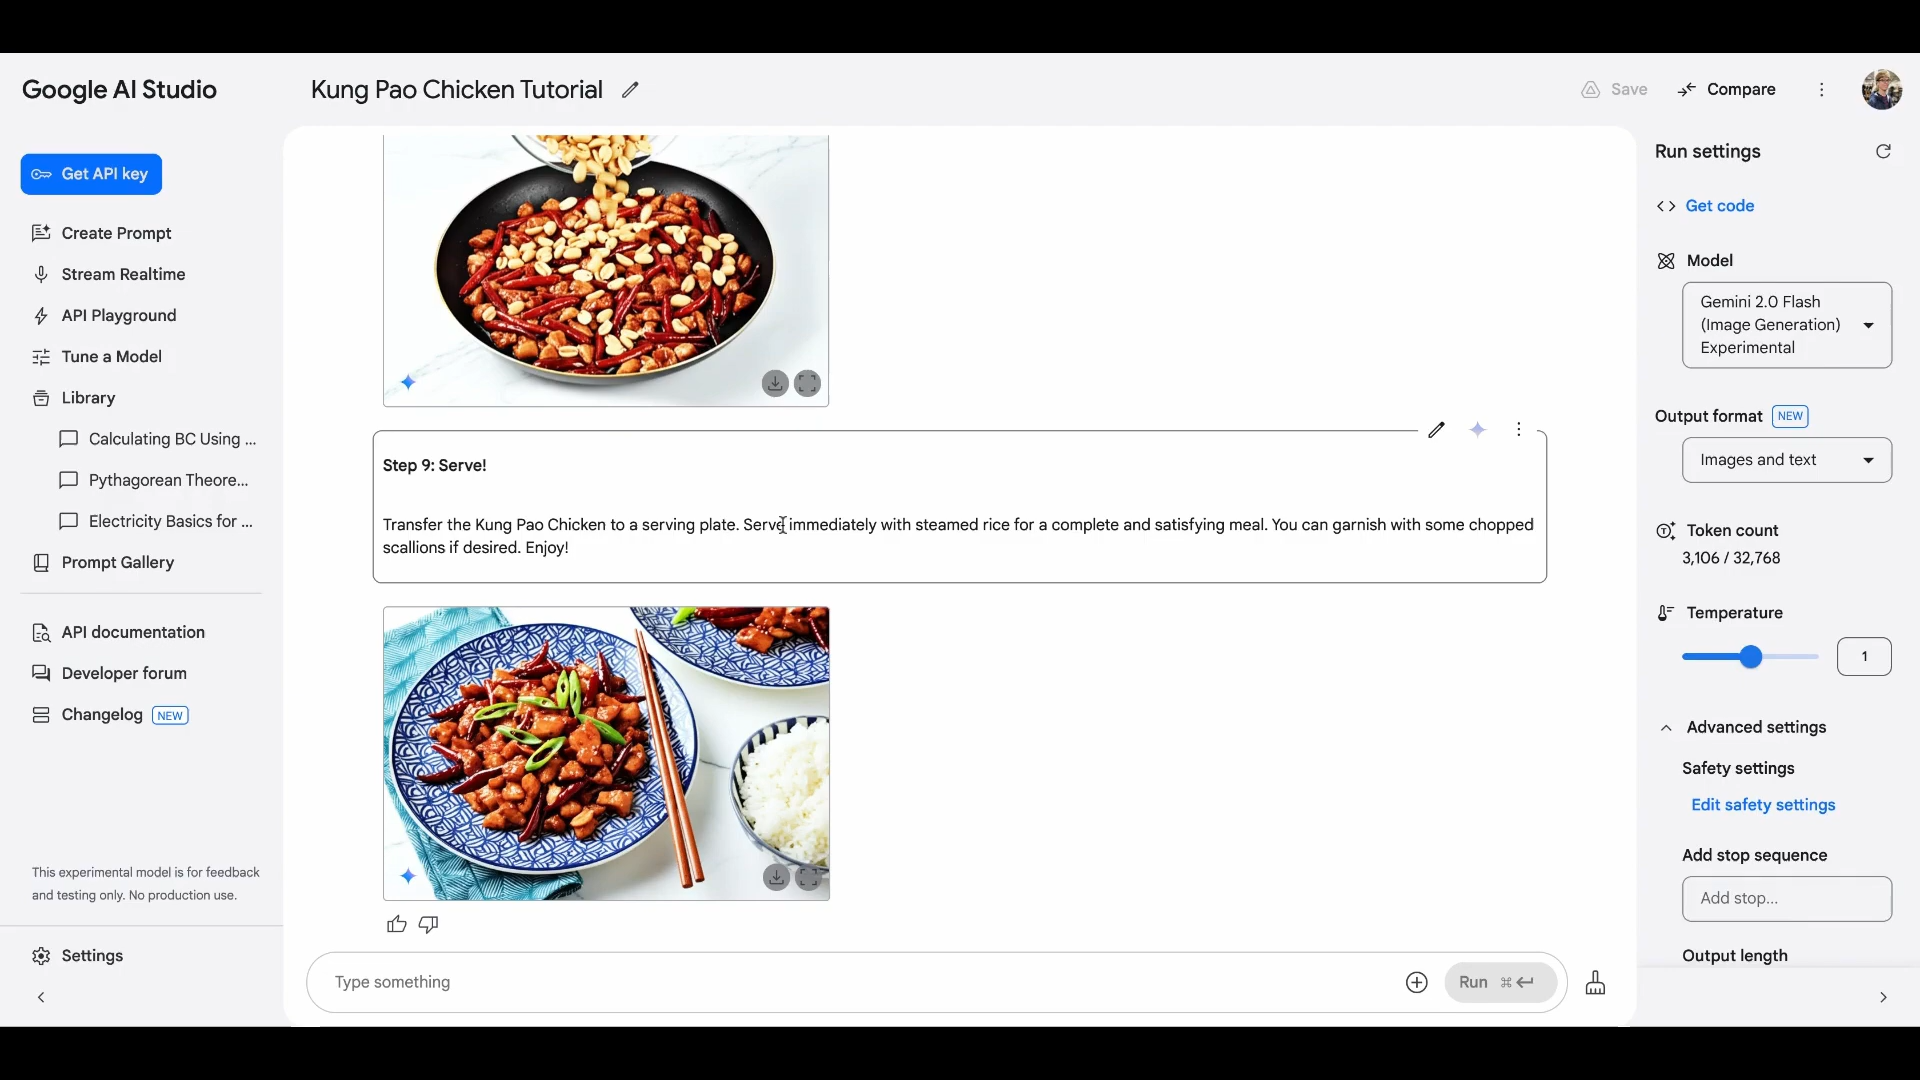 Google AI Studio
Kung Pao Chicken Tutorial
Save
Compare
Get API key
Create Prompt
Stream Realtime
API Playground
Tune a Model
Library
Calculating BC Using ...
Pythagorean Theore...
Electricity Basics for ...
Prompt Gallery
API documentation
Developer forum
Changelog NEW
This experimental model is for feedback
and testing only. No production use.
Settings
Step 9: Serve!
Transfer the Kung Pao Chicken to a serving plate. Serve immediately with steamed rice for a complete and satisfying meal. You can garnish with some chopped
scallions if desired. Enjoy!
Type something
Run ⌘
Run settings
Get code
Model
Gemini 2.0 Flash
(Image Generation)
Experimental
Output format NEW
Images and text
Token count
3,106 / 32,768
Temperature
1
Advanced settings
Safety settings
Edit safety settings
Add stop sequence
Add stop...
Output length